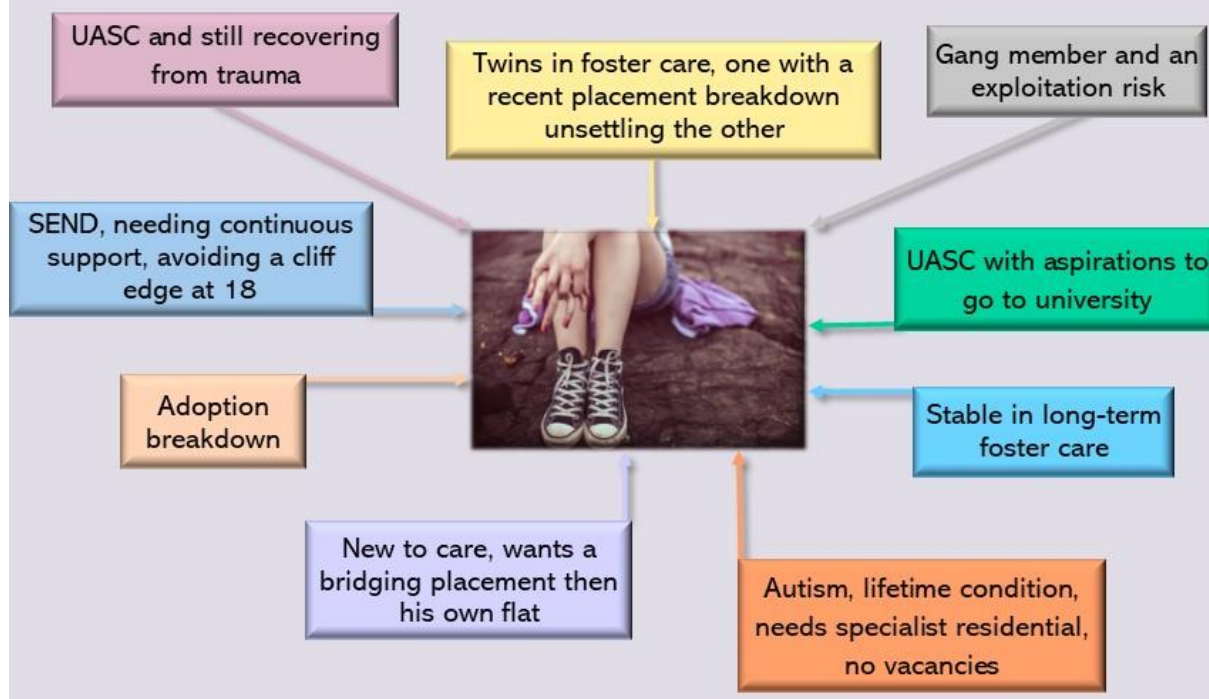 UASC and still recovering
from trauma
Twins in foster care, one with a
recent placement breakdown
unsettling the other
Gang member and an
exploitation risk
SEND, needing continuous
support, avoiding a cliff
edge at 18
UASC with aspirations to
go to university
Adoption
breakdown
Stable in long-term
foster care
New to care, wants a
bridging placement then
his own flat
Autism, lifetime condition,
needs specialist residential,
no vacancies